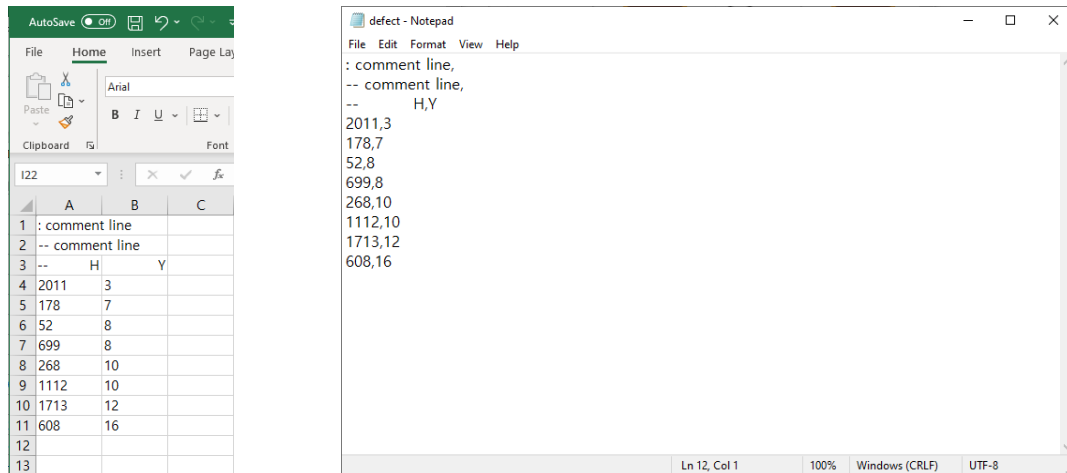 AutoSave Off
File Home Insert Page Lay
Paste
Arial
B I U
Clipboard Font
I22 fx
A B C
1 : comment line
2 -- comment line
3 -- H Y
4 2011 3
5 178 7
6 52 8
7 699 8
8 268 10
9 1112 10
10 1713 12
11 608 16
12
13
defect - Notepad
File Edit Format View Help
: comment line,
-- comment line,
-- H,Y
2011,3
178,7
52,8
699,8
268,10
1112,10
1713,12
608,16
Ln 12, Col 1 100% Windows (CRLF) UTF-8